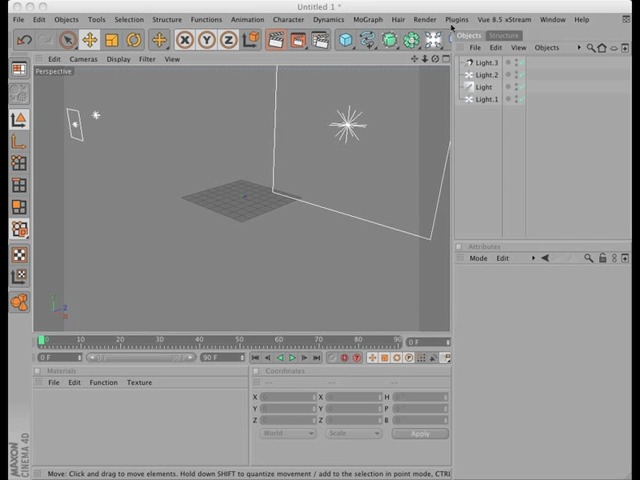 Untitled 1 *
File Edit Objects Tools Selection Structure Functions Animation Character Dynamics MoGraph Hair Render Plugins Vue 8.5 xStream Window Help
Objects Structure
File Edit View Objects
Edit Cameras Display Filter View
Perspective
Light.3
Light.2
Light
Light.1
Attributes
Mode Edit
Y
Z
X
0 10 20 30 40 50 60 70 80 90 0 F
0 F 0 F 90 F 90 F
Materials
File Edit Function Texture
Coordinates
X X H
Y Y P
Z Z B
World Scale Apply
MAXON
CINEMA 4D
Move: Click and drag to move elements. Hold down SHIFT to quantize movement / add to the selection in point mode, CTRL